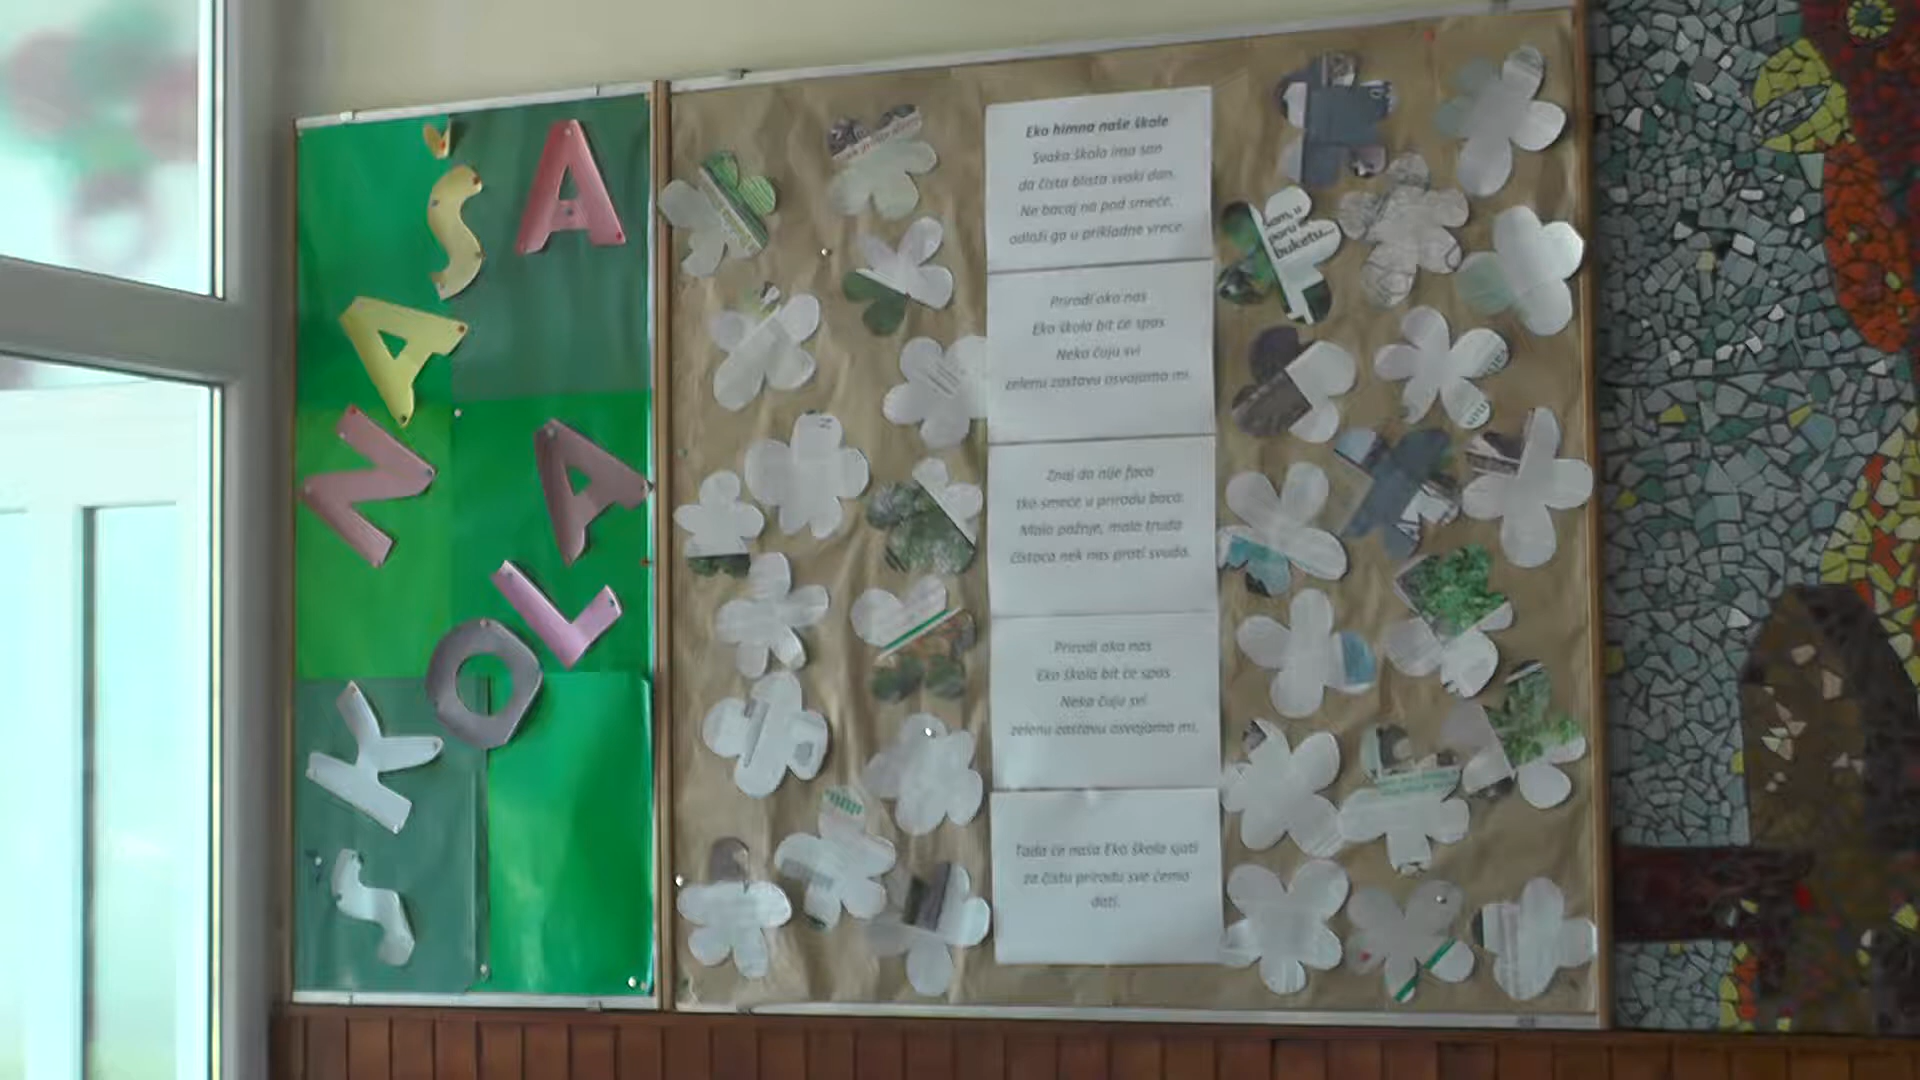 NAŠA
ŠKOLA
Eko himna naše škole
Svaka škola ima san
da čista blista svaki dan.
Ne bacaj na pod smeće,
odloži ga u prikladne vreće.
Prirodi ako nas
Eko škola bit će spas
Neka čuju svi
zelenu zastavu osvajamo mi.
Znaj da nije faca
tko smeće u prirodu baca.
Malo pažnje, malo truda
čistoća nek nas prati svuda.
Prirodi ako nas
Eko škola bit će spas
Neka čuju svi
zelenu zastavu osvajamo mi.
Tada će naša Eko škola sjati
za čistu prirodu sve ćemo
dati.
sam, u
buketu...